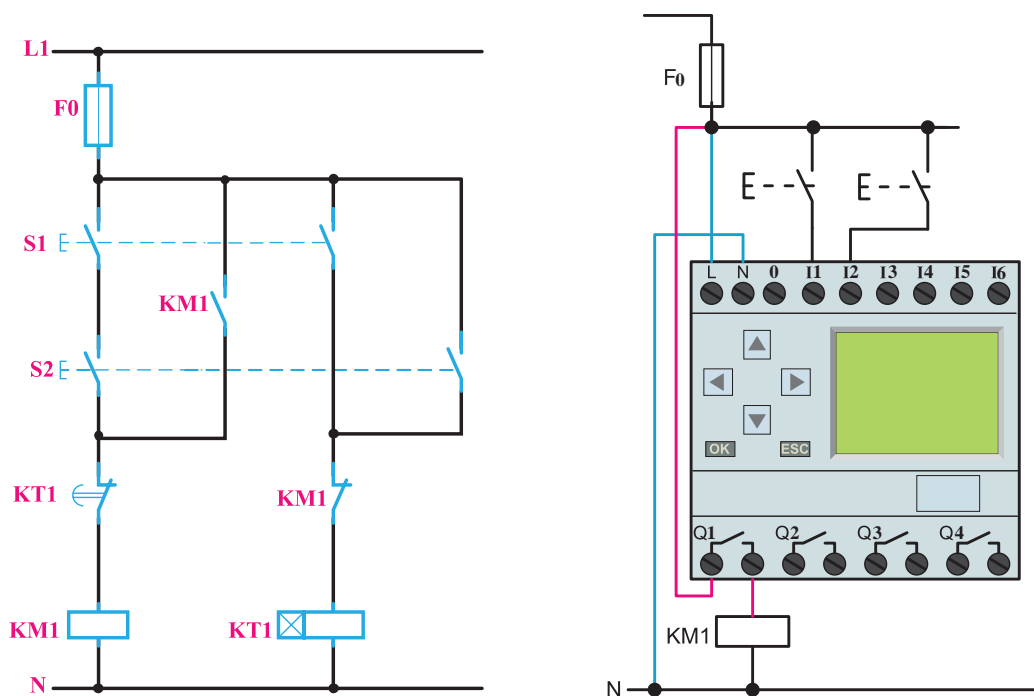 L1
F0
S1
KM1
S2
KT1
KM1
KM1
KT1
N
F0
L N 0 I1 I2 I3 I4 I5 I6
OK ESC
Q1 Q2 Q3 Q4
KM1
N